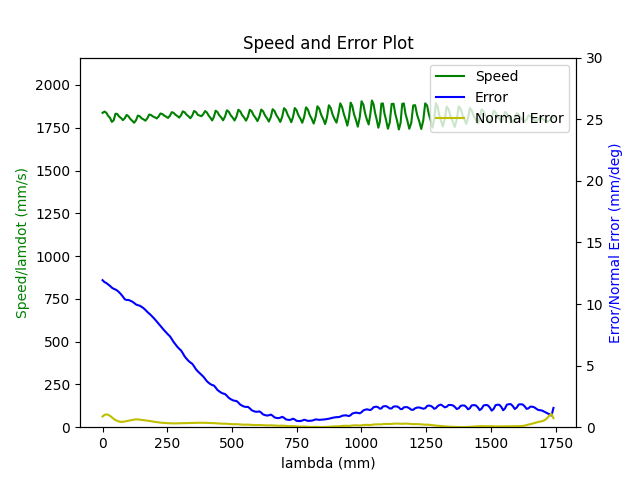 Speed and Error Plot
Speed
Error
Normal Error
2000
1750
1500
1250
1000
750
500
250
0
30
25
20
15
10
5
0
Speed/lamdot (mm/s)
Error/Normal Error (mm/deg)
0 250 500 750 1000 1250 1500 1750
lambda (mm)